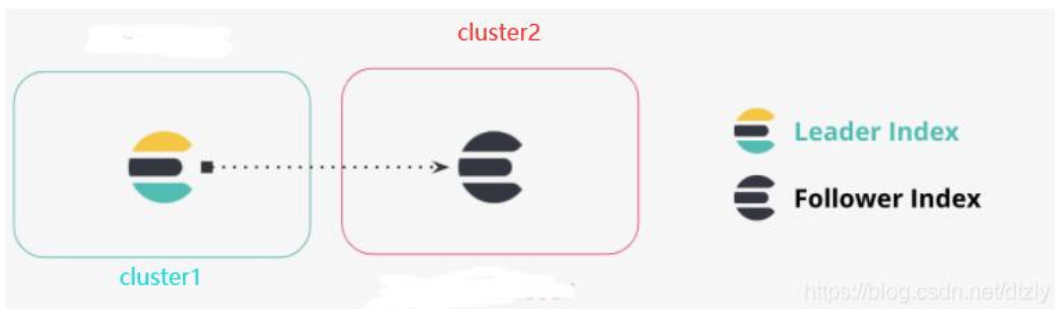 cluster2
Leader Index
Follower Index
cluster1
https://blog.csdn.net/dtzly